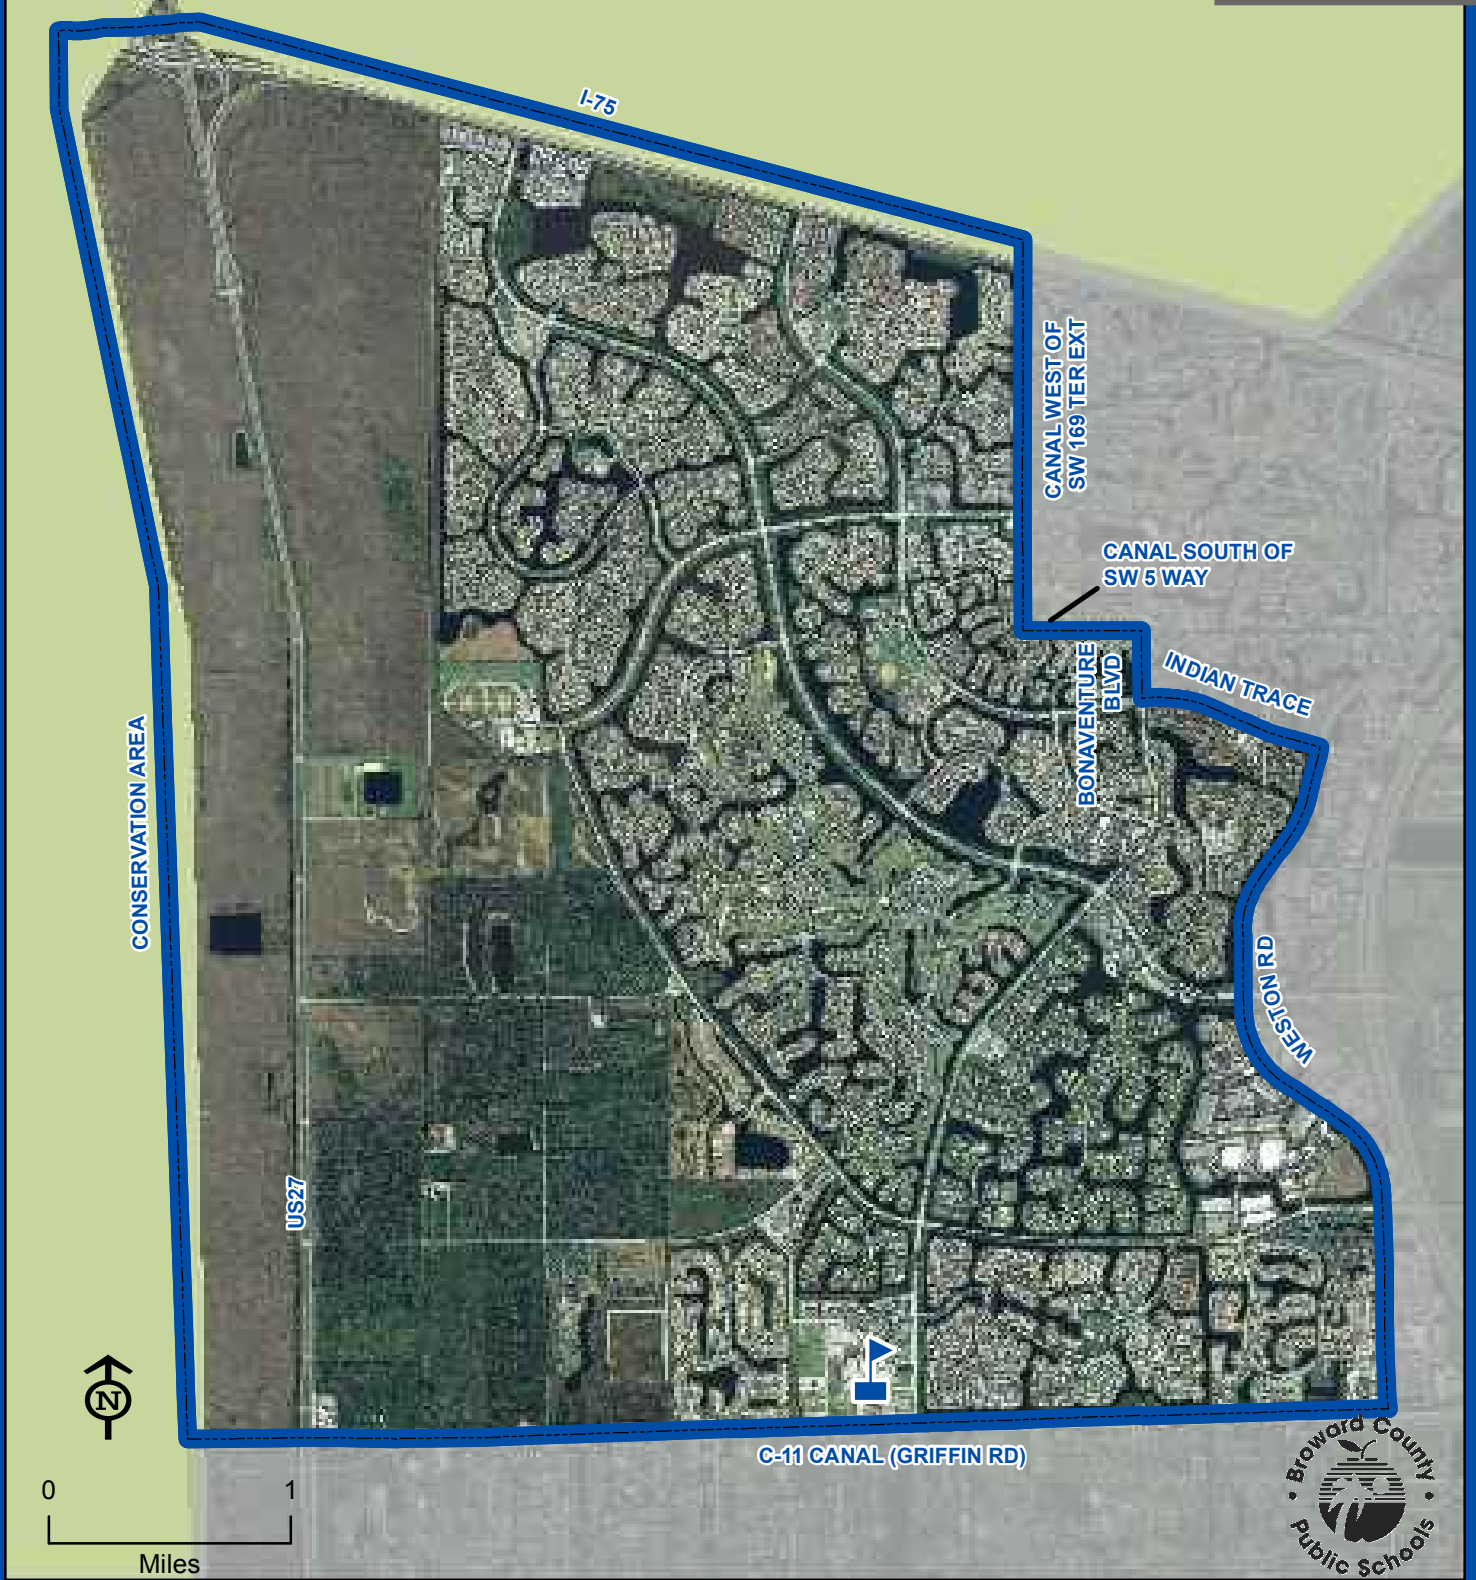 I-75
CANAL WEST OF
SW 169 TER EXT
CANAL SOUTH OF
SW 5 WAY
INDIAN TRACE
BONAVENTURE
BLVD
CONSERVATION AREA
WESTON RD
US27
N
C-11 CANAL (GRIFFIN RD)
0 1
Miles
Broward County
Public Schools